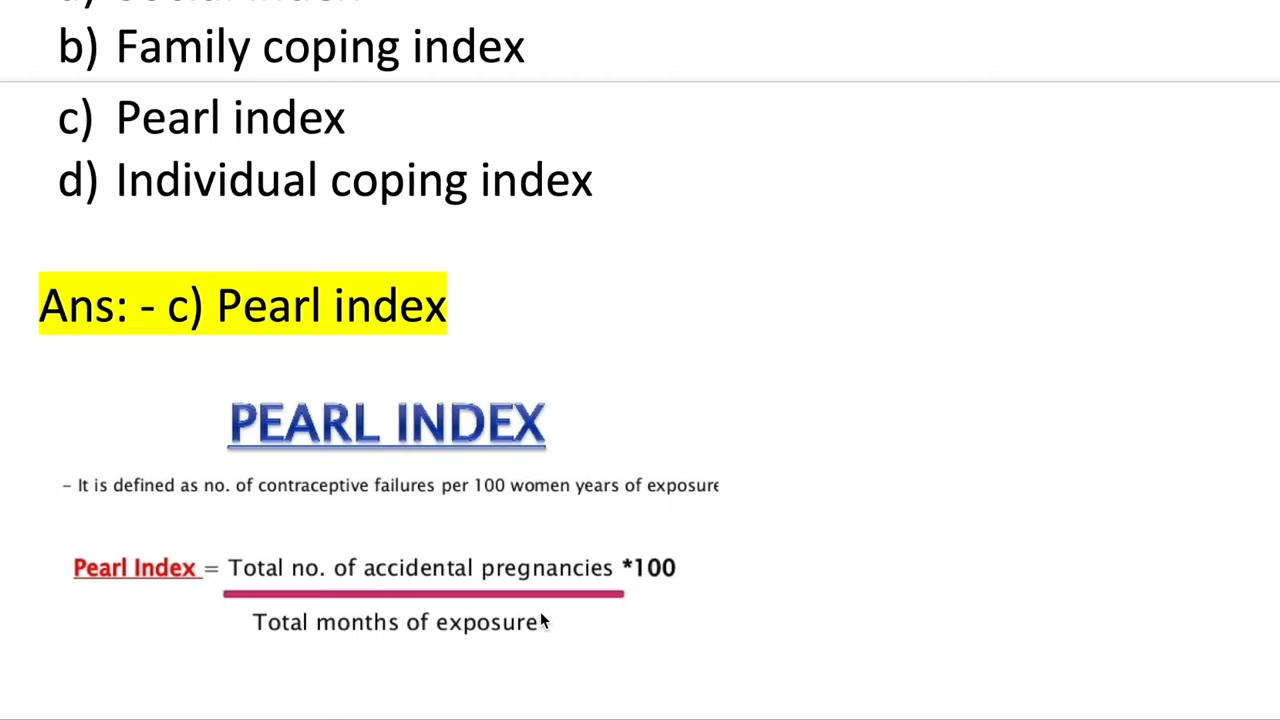 b) Family coping index
c) Pearl index
d) Individual coping index
Ans: - c) Pearl index
PEARL INDEX
- It is defined as no. of contraceptive failures per 100 women years of exposure
Pearl Index = Total no. of accidental pregnancies *100
Total months of exposure